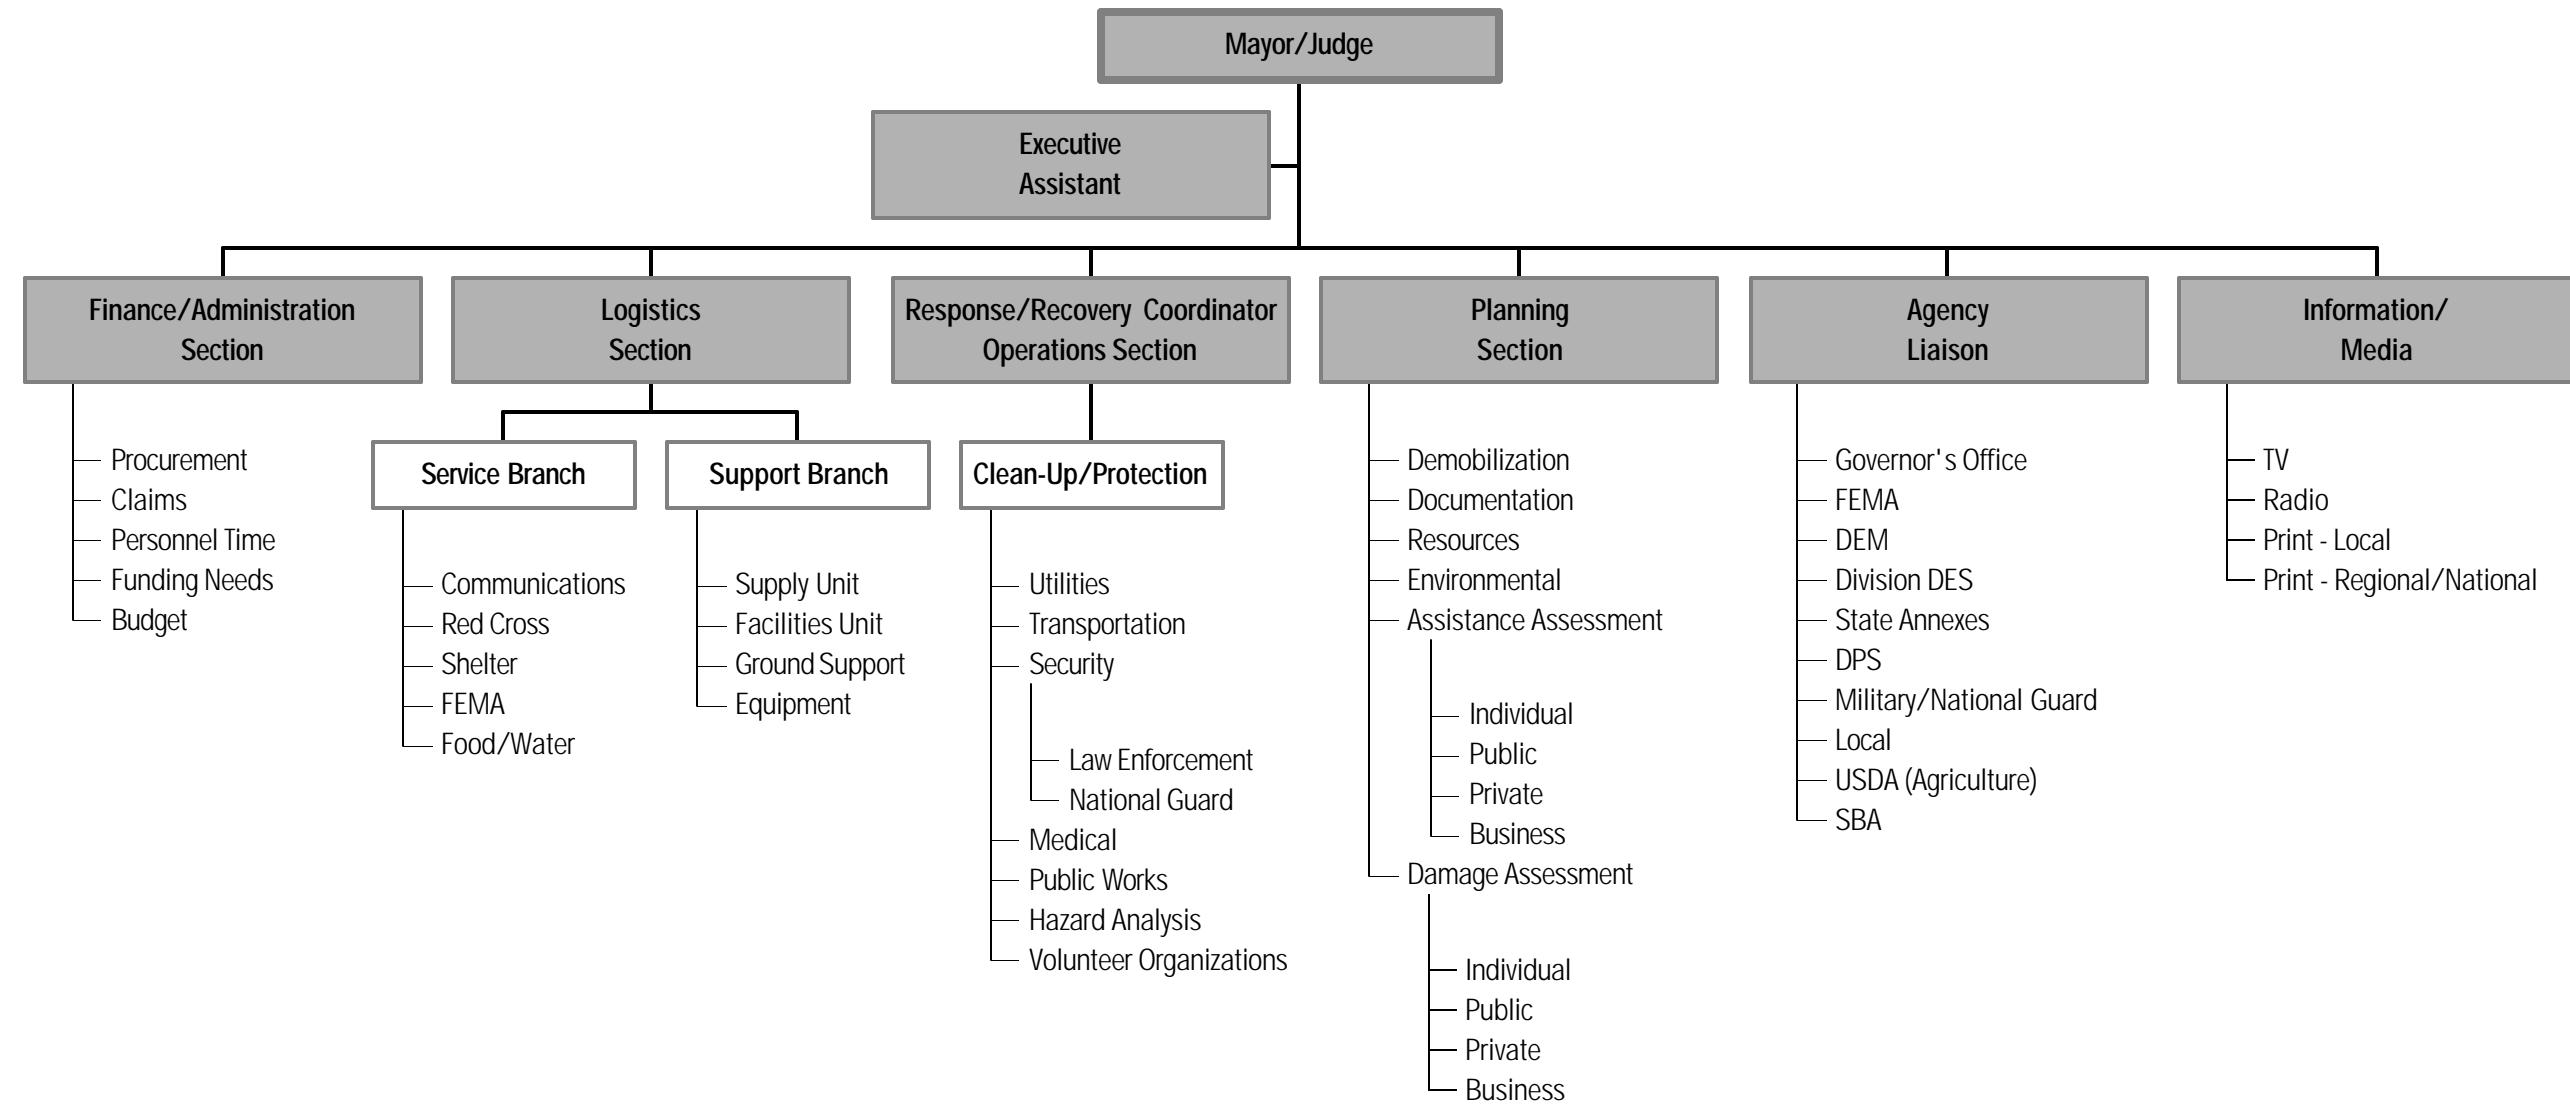 Mayor/Judge
Executive
Assistant
Finance/Administration
Section
Procurement
Claims
Personnel Time
Funding Needs
Budget
Logistics
Section
Service Branch
Communications
Red Cross
Shelter
FEMA
Food/Water
Support Branch
Supply Unit
Facilities Unit
Ground Support
Equipment
Response/Recovery Coordinator
Operations Section
Clean-Up/Protection
Utilities
Transportation
Security
Law Enforcement
National Guard
Medical
Public Works
Hazard Analysis
Volunteer Organizations
Planning
Section
Demobilization
Documentation
Resources
Environmental
Assistance Assessment
Individual
Public
Private
Business
Damage Assessment
Individual
Public
Private
Business
Agency
Liaison
Governor's Office
FEMA
DEM
Division DES
State Annexes
DPS
Military/National Guard
Local
USDA (Agriculture)
SBA
Information/
Media
TV
Radio
Print - Local
Print - Regional/National